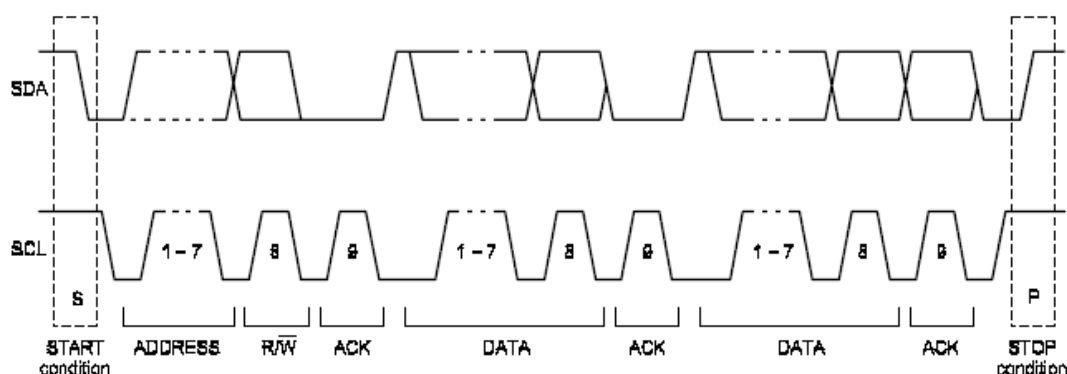 SDA
SCL
1 – 7
8
9
1 – 7
8
9
1 – 7
8
9
S
P
START
condition
ADDRESS
R/W̅
ACK
DATA
ACK
DATA
ACK
STOP
condition